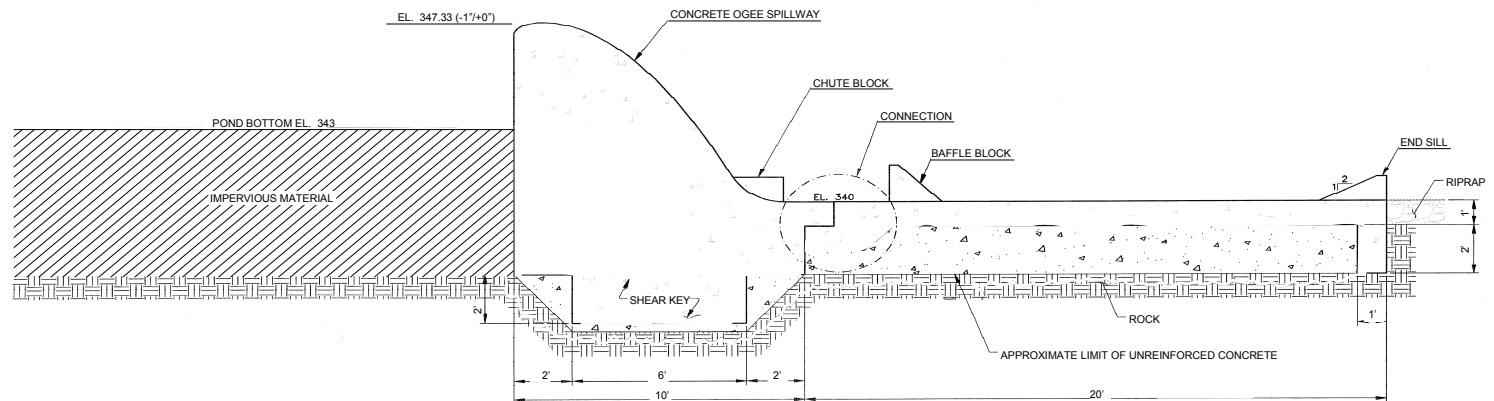 EL. 347.33 (-1"/+0")
CONCRETE OGEE SPILLWAY
CHUTE BLOCK
CONNECTION
BAFFLE BLOCK
END SILL
POND BOTTOM EL. 343
IMPERVIOUS MATERIAL
EL. 340
2
1
RIPRAP
1'
2'
SHEAR KEY
2'
ROCK
1'
APPROXIMATE LIMIT OF UNREINFORCED CONCRETE
2'
6'
2'
10'
20'